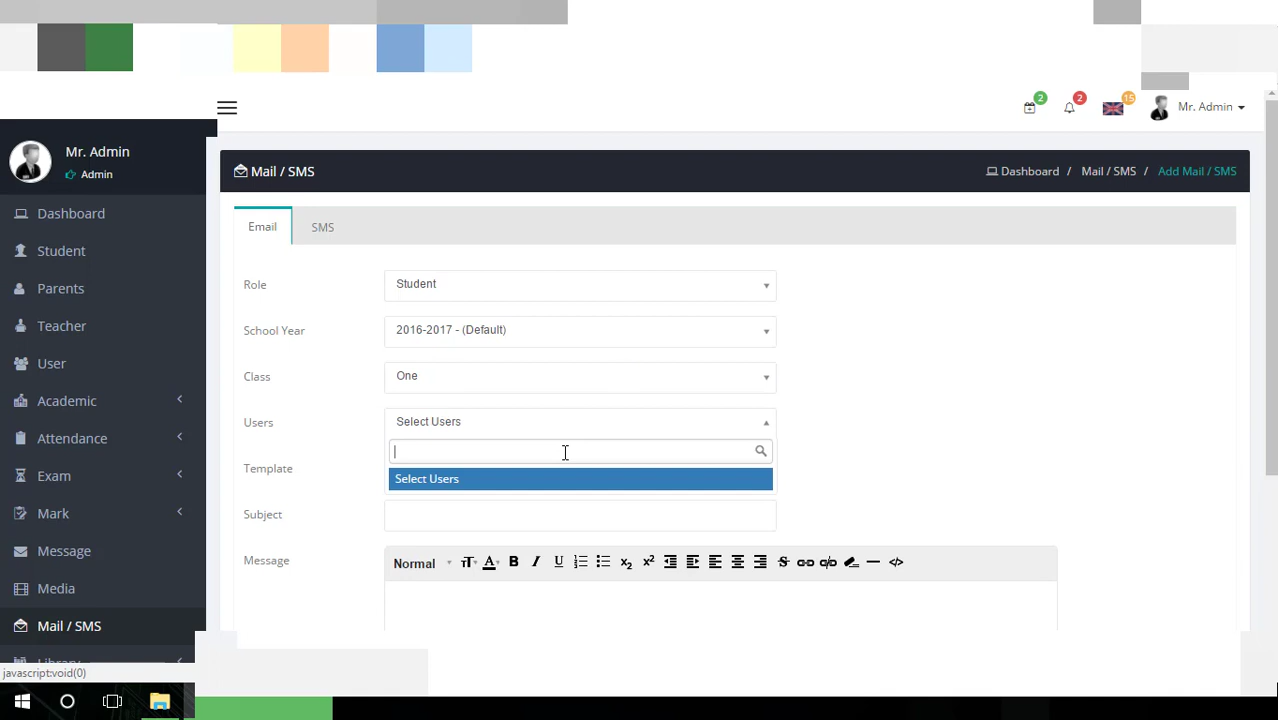 2
2
15
Mr. Admin
Mr. Admin
Admin
Mail / SMS
Dashboard / Mail / SMS / Add Mail / SMS
Dashboard
Student
Parents
Teacher
User
Academic
Attendance
Exam
Mark
Message
Media
Mail / SMS
Library
javascript:void(0)
Email
SMS
Role
Student
School Year
2016-2017 - (Default)
Class
One
Users
Select Users
Select Users
Template
Subject
Message
Normal